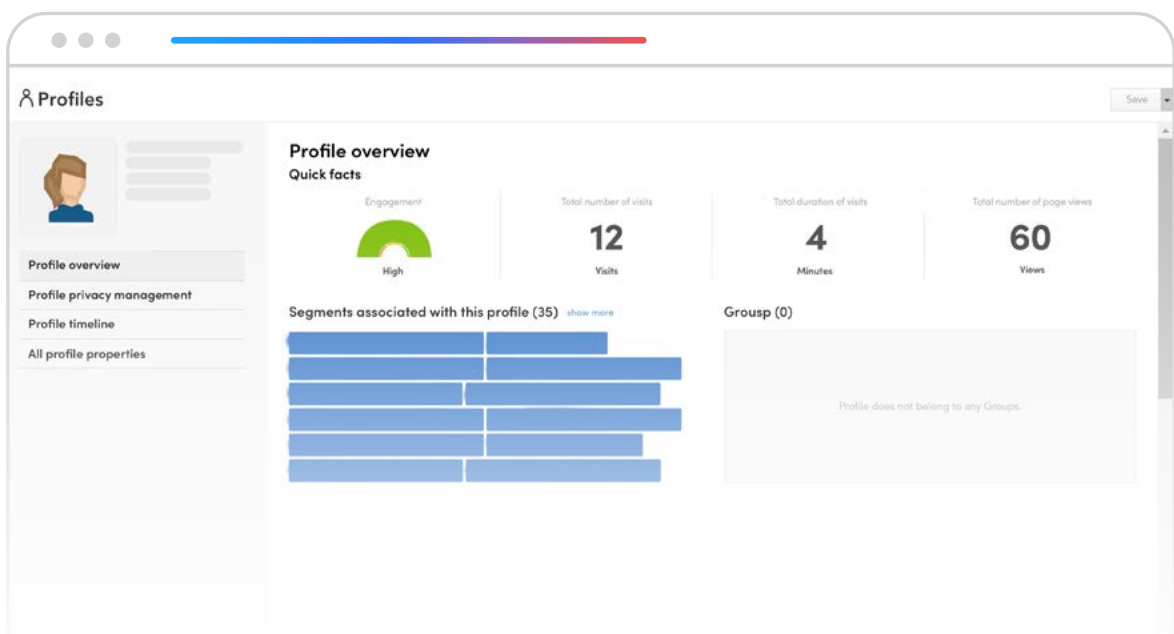 Profiles
Save
Profile overview
Profile privacy management
Profile timeline
All profile properties
Profile overview
Quick facts
Engagement
High
Total number of visits
12
Visits
Total duration of visits
4
Minutes
Total number of page views
60
Views
Segments associated with this profile (35) show more
Grousp (0)
Profile does not belong to any Groups.